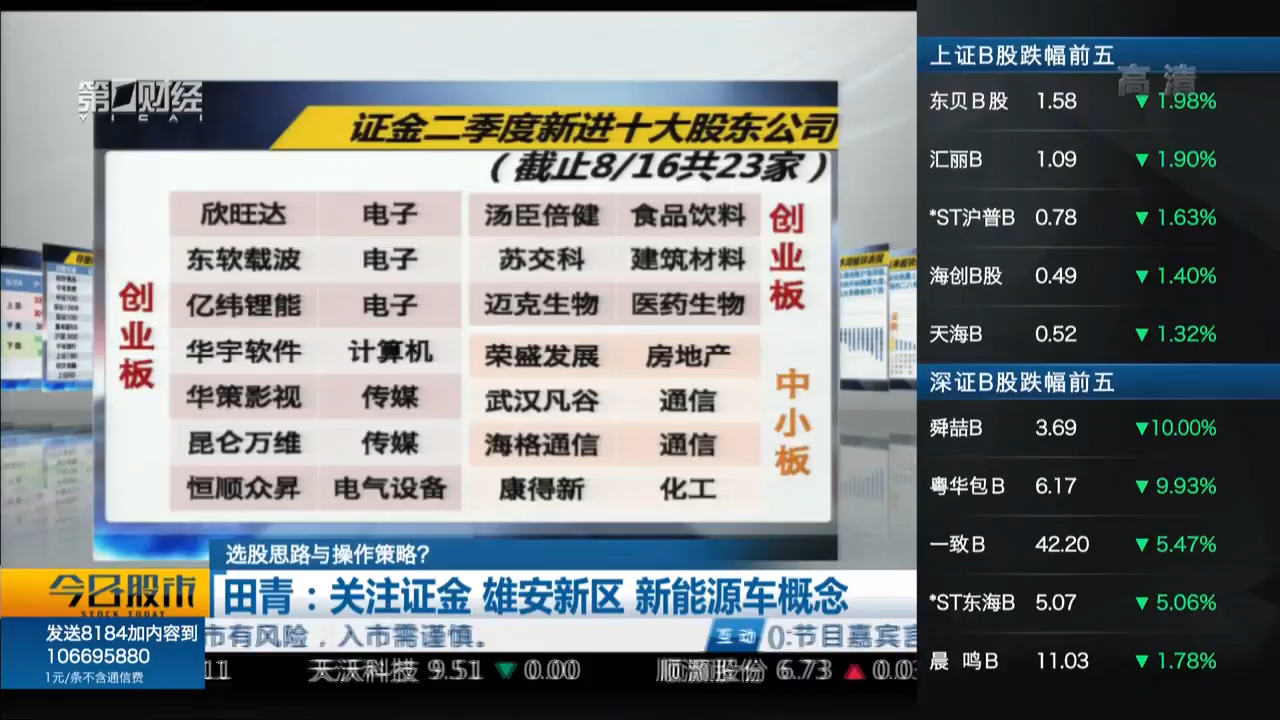 第一财经
YICAI
证金二季度新进十大股东公司
（截止8/16共23家）
创业板
欣旺达 电子
东软载波 电子
亿纬锂能 电子
华宇软件 计算机
华策影视 传媒
昆仑万维 传媒
恒顺众昇 电气设备
汤臣倍健 食品饮料
苏交科 建筑材料
迈克生物 医药生物
创业板
荣盛发展 房地产
武汉凡谷 通信
海格通信 通信
康得新 化工
中小板
选股思路与操作策略?
田青：关注证金 雄安新区 新能源车概念
今日股市
STOCK TODAY
发送8184加内容到
106695880
1元/条不含通信费
市有风险，入市需谨慎。
互动
:节目嘉宾言
11 天沃科技 9.51 ▼ 0.00 顺灏股份 6.73 ▲ 0.03
高清
上证B股跌幅前五
东贝B股 1.58 ▼ 1.98%
汇丽B 1.09 ▼ 1.90%
*ST沪普B 0.78 ▼ 1.63%
海创B股 0.49 ▼ 1.40%
天海B 0.52 ▼ 1.32%
深证B股跌幅前五
舜喆B 3.69 ▼10.00%
粤华包B 6.17 ▼ 9.93%
一致B 42.20 ▼ 5.47%
*ST东海B 5.07 ▼ 5.06%
晨 鸣B 11.03 ▼ 1.78%